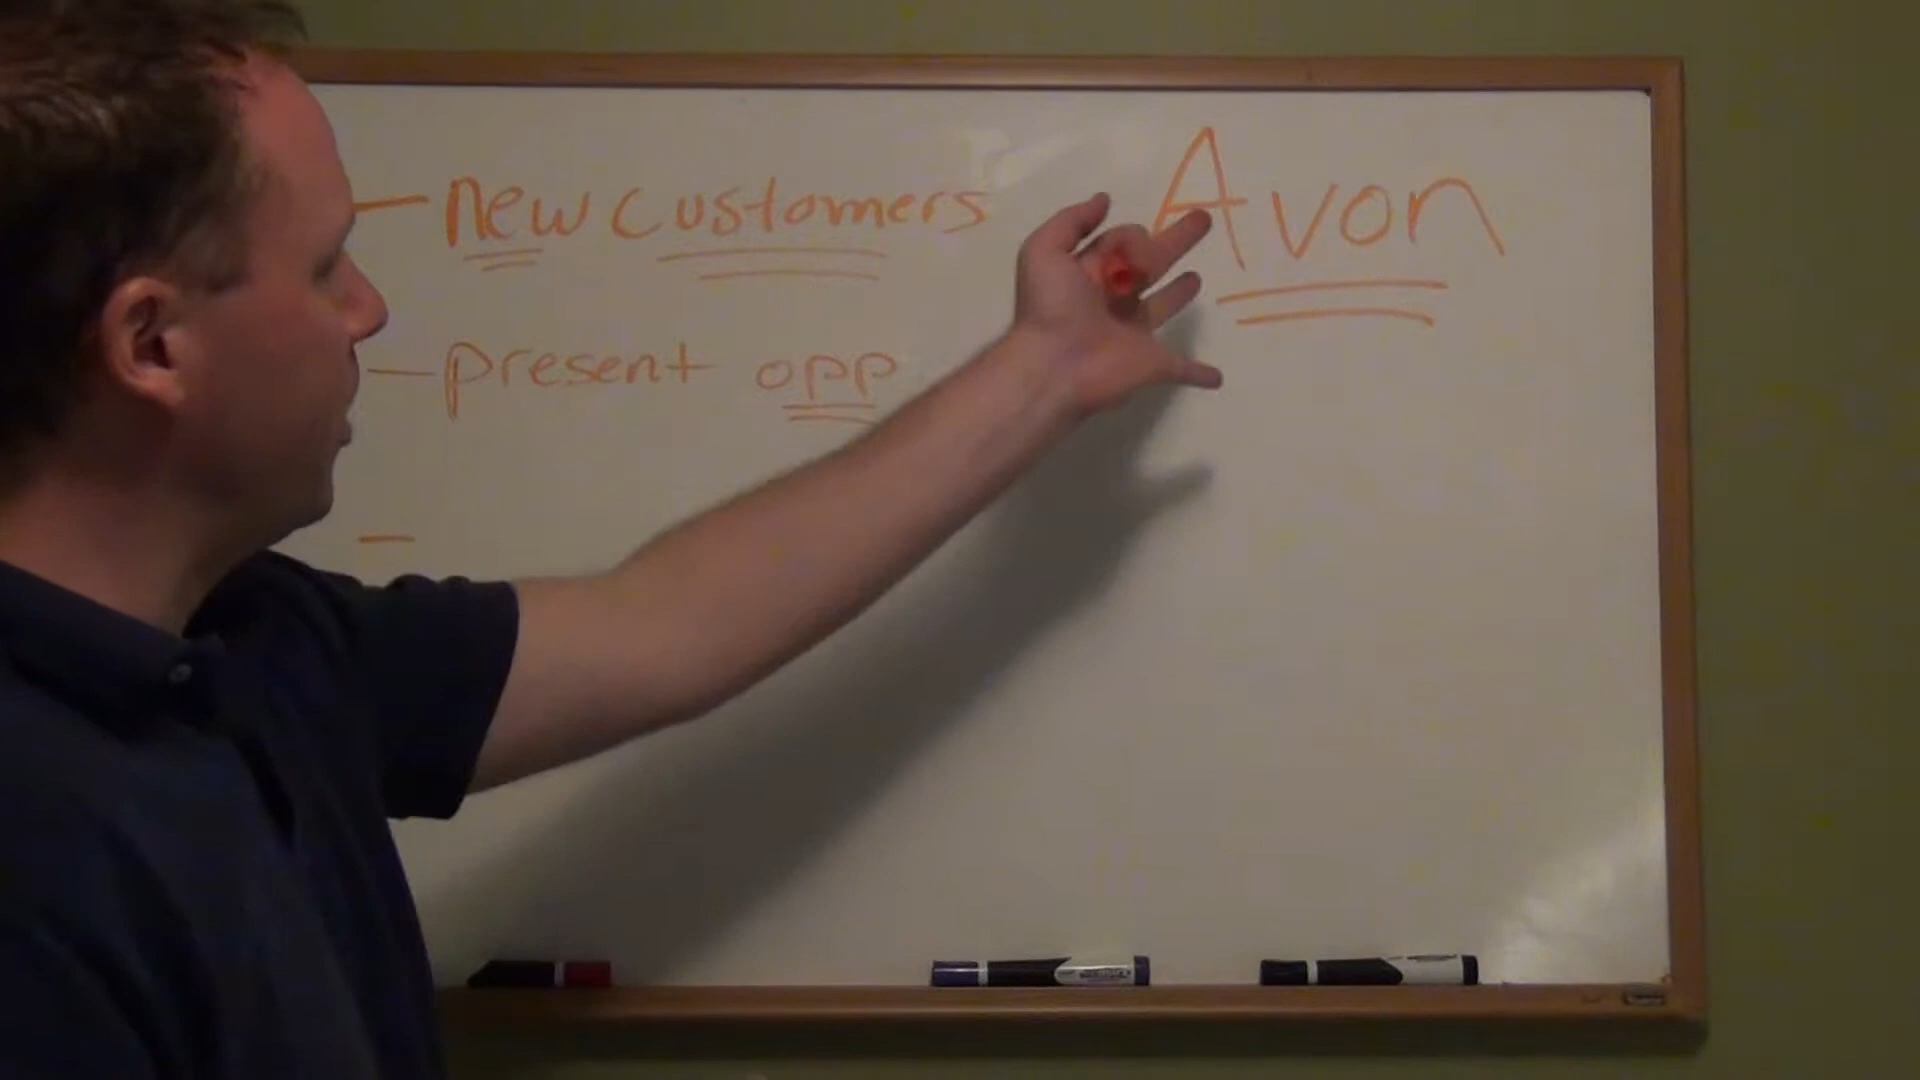 - new customers
Avon
- present opp
-